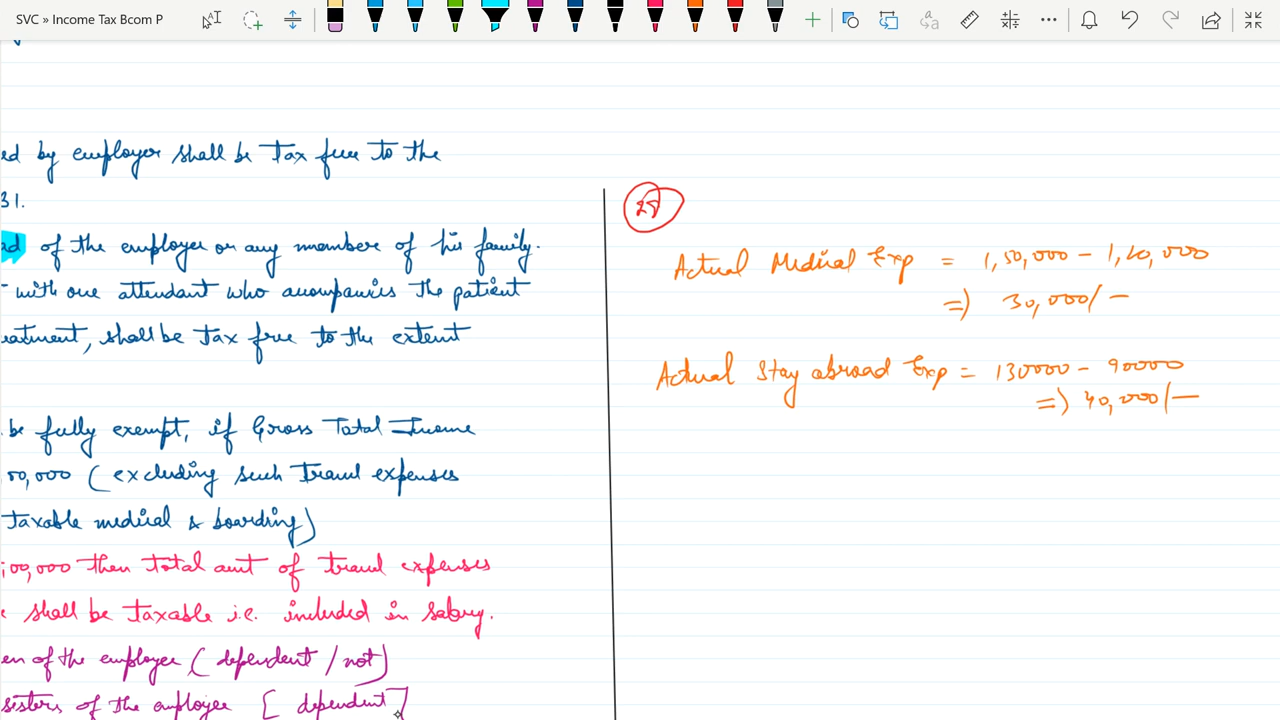 SVC » Income Tax Bcom P
ed by employer shall be Tax free to the
31.
ad of the employer or any member of his family.
with one attendant who accompanies the patient
eatment, shall be Tax free to the extent
be fully exempt, if Gross Total Income
00,000 (excluding such Travel expenses
Taxable medical & boarding)
,00,000 then total amt of travel expenses
e shall be taxable i.e. included in salary.
en of the employee (dependent / not)
sisters of the employee [dependent]
28
Actual Medical Exp = 1,50,000 - 1,20,000
=> 30,000/-
Actual Stay abroad Exp = 130000 - 90000
=> 40,000/-